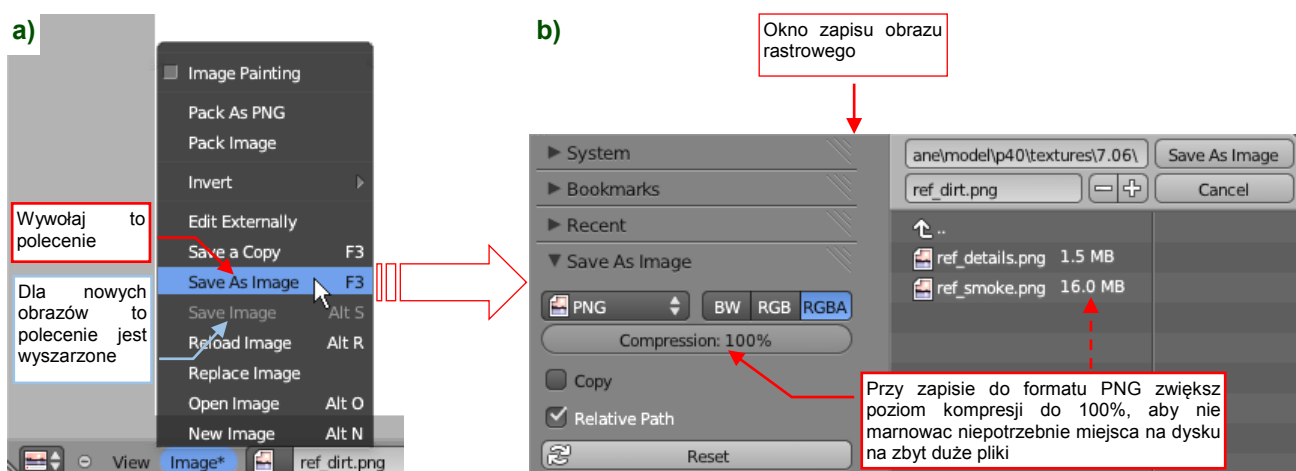 a)
Image Painting
Pack As PNG
Pack Image
Invert
Edit Externally
Save a Copy F3
Save As Image F3
Save Image Alt S
Reload Image Alt R
Replace Image
Open Image Alt O
New Image Alt N
View Image* ref dirt.png
Wywołaj to
polecenie
Dla nowych
obrazów to
polecenie jest
wyszarzone
b)
Okno zapisu obrazu
rastrowego
System
Bookmarks
Recent
Save As Image
PNG BW RGB RGBA
Compression: 100%
Copy
Relative Path
Reset
ane\model\p40\textures\7.06\ Save As Image
ref_dirt.png Cancel
..
ref_details.png 1.5 MB
ref_smoke.png 16.0 MB
Przy zapisie do formatu PNG zwiększ
poziom kompresji do 100%, aby nie
marnowac niepotrzebnie miejsca na dysku
na zbyt duże pliki